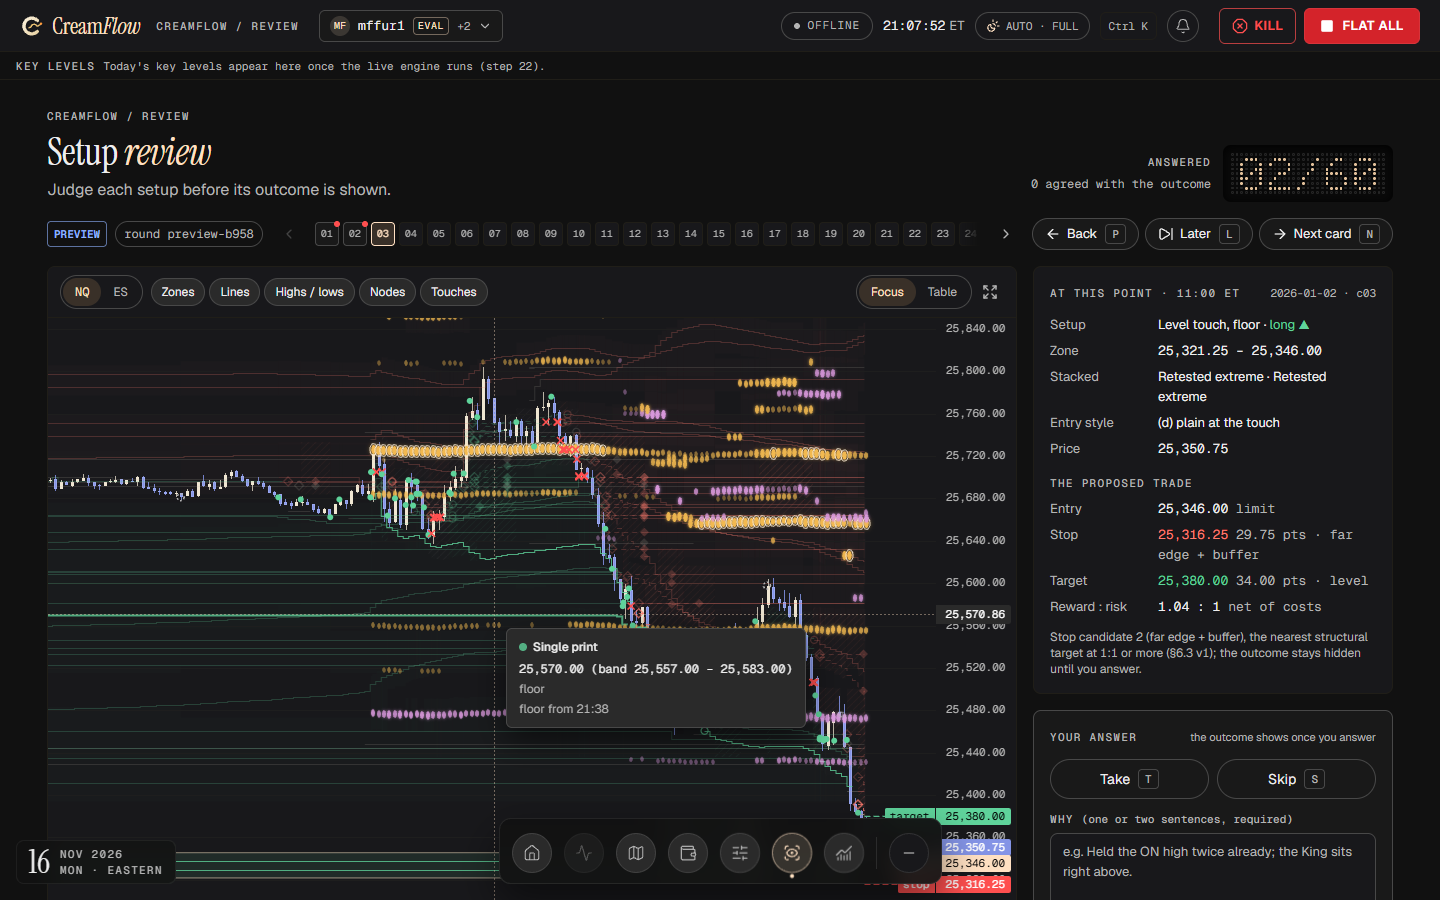 CreamFlow CREAMFLOW / REVIEW MF mffur1 EVAL +2 OFFLINE 21:07:52 ET AUTO · FULL Ctrl K KILL FLAT ALL
KEY LEVELS Today's key levels appear here once the live engine runs (step 22).
CREAMFLOW / REVIEW
Setup review
Judge each setup before its outcome is shown.
ANSWERED
0 agreed with the outcome
02/60
PREVIEW round preview-b958 01 02 03 04 05 06 07 08 09 10 11 12 13 14 15 16 17 18 19 20 21 22 23 24
Back P Later L Next card N
NQ ES Zones Lines Highs / lows Nodes Touches Focus Table
25,840.00
25,800.00
25,760.00
25,720.00
25,680.00
25,640.00
25,600.00
25,570.86
25,560.00
25,520.00
25,480.00
25,440.00
25,400.00
target 25,380.00
25,360.00
25,350.75
25,346.00
stop 25,316.25
Single print
25,570.00 (band 25,557.00 – 25,583.00)
floor
floor from 21:38
16 NOV 2026
MON · EASTERN
AT THIS POINT · 11:00 ET 2026-01-02 · c03
Setup Level touch, floor · long ▲
Zone 25,321.25 – 25,346.00
Stacked Retested extreme · Retested
extreme
Entry style (d) plain at the touch
Price 25,350.75
THE PROPOSED TRADE
Entry 25,346.00 limit
Stop 25,316.25 29.75 pts · far
edge + buffer
Target 25,380.00 34.00 pts · level
Reward : risk 1.04 : 1 net of costs
Stop candidate 2 (far edge + buffer), the nearest structural
target at 1:1 or more (§6.3 v1); the outcome stays hidden
until you answer.
YOUR ANSWER the outcome shows once you answer
Take T Skip S
WHY (one or two sentences, required)
e.g. Held the ON high twice already; the King sits
right above.